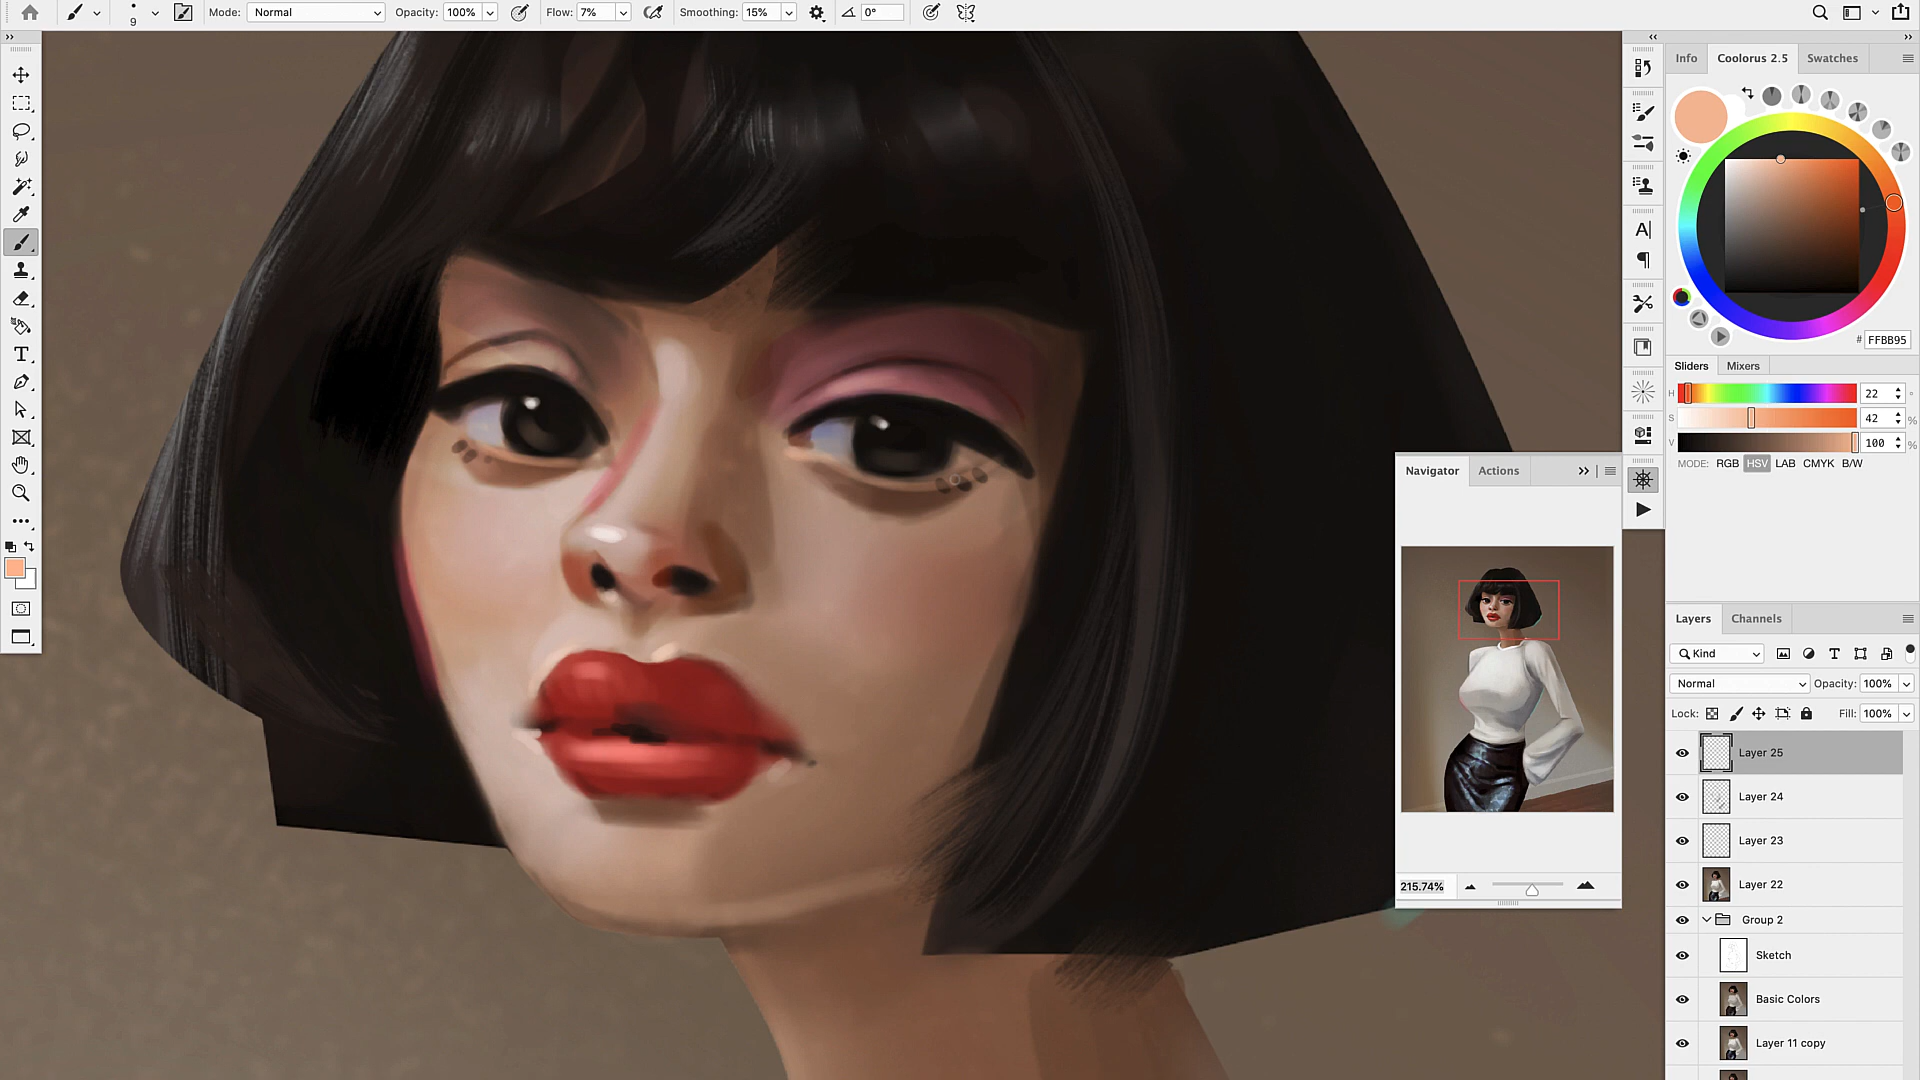 Mode: Normal Opacity: 100% Flow: 7% Smoothing: 15% 0°
9
Info Coolorus 2.5 Swatches
# FFBB95
Sliders Mixers
H 22 °
S 42 %
V 100 %
MODE: RGB HSV LAB CMYK B/W
Navigator Actions
215.74%
Layers Channels
Kind
Normal Opacity: 100%
Lock: Fill: 100%
Layer 25
Layer 24
Layer 23
Layer 22
Group 2
Sketch
Basic Colors
Layer 11 copy